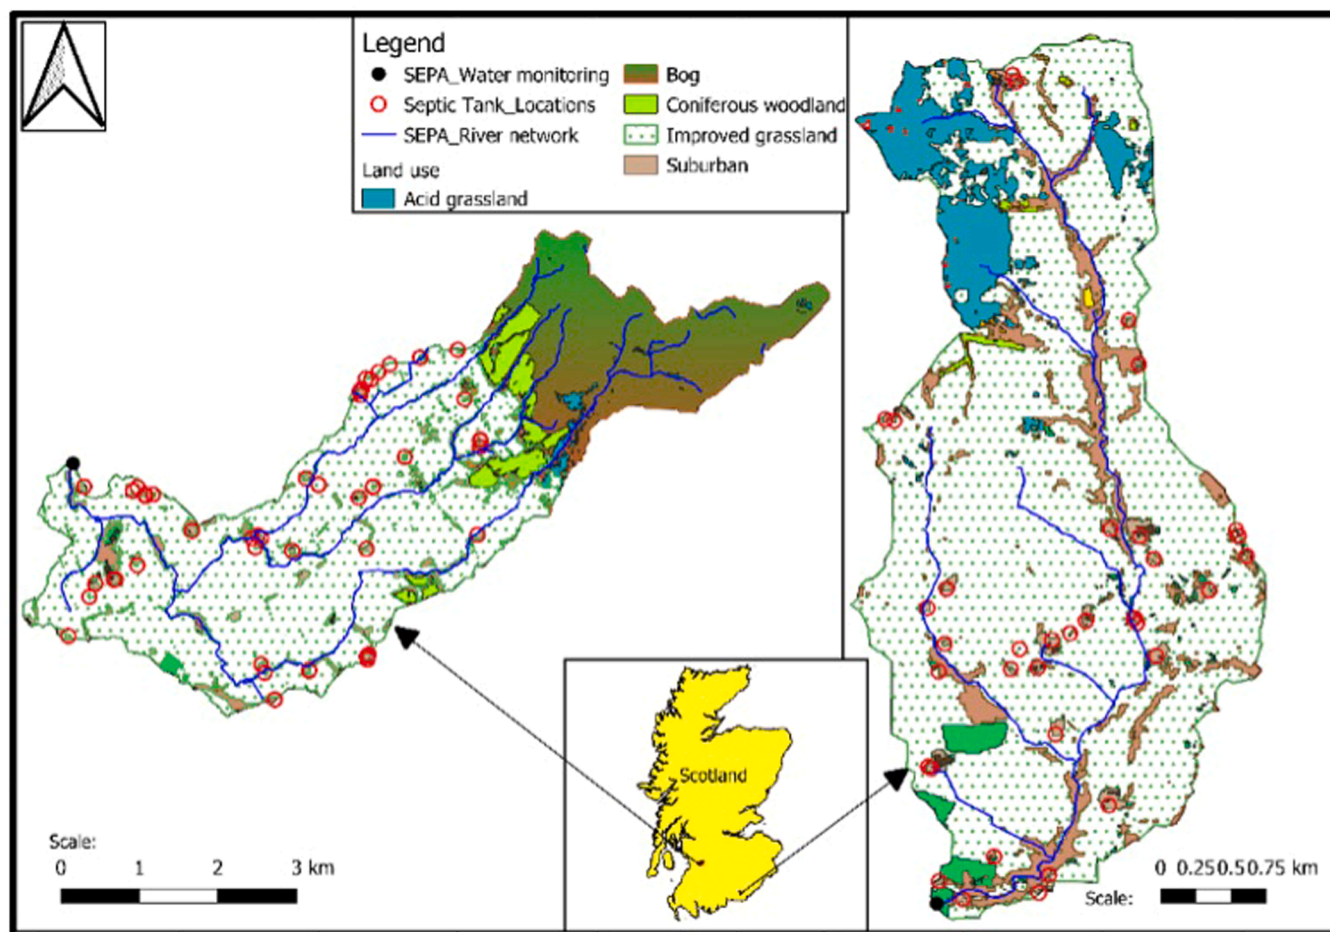 Legend
SEPA_Water monitoring
Septic Tank_Locations
SEPA_River network
Land use
Acid grassland
Bog
Coniferous woodland
Improved grassland
Suburban
Scotland
Scale:
0 1 2 3 km
0 0.250.50.75 km
Scale: